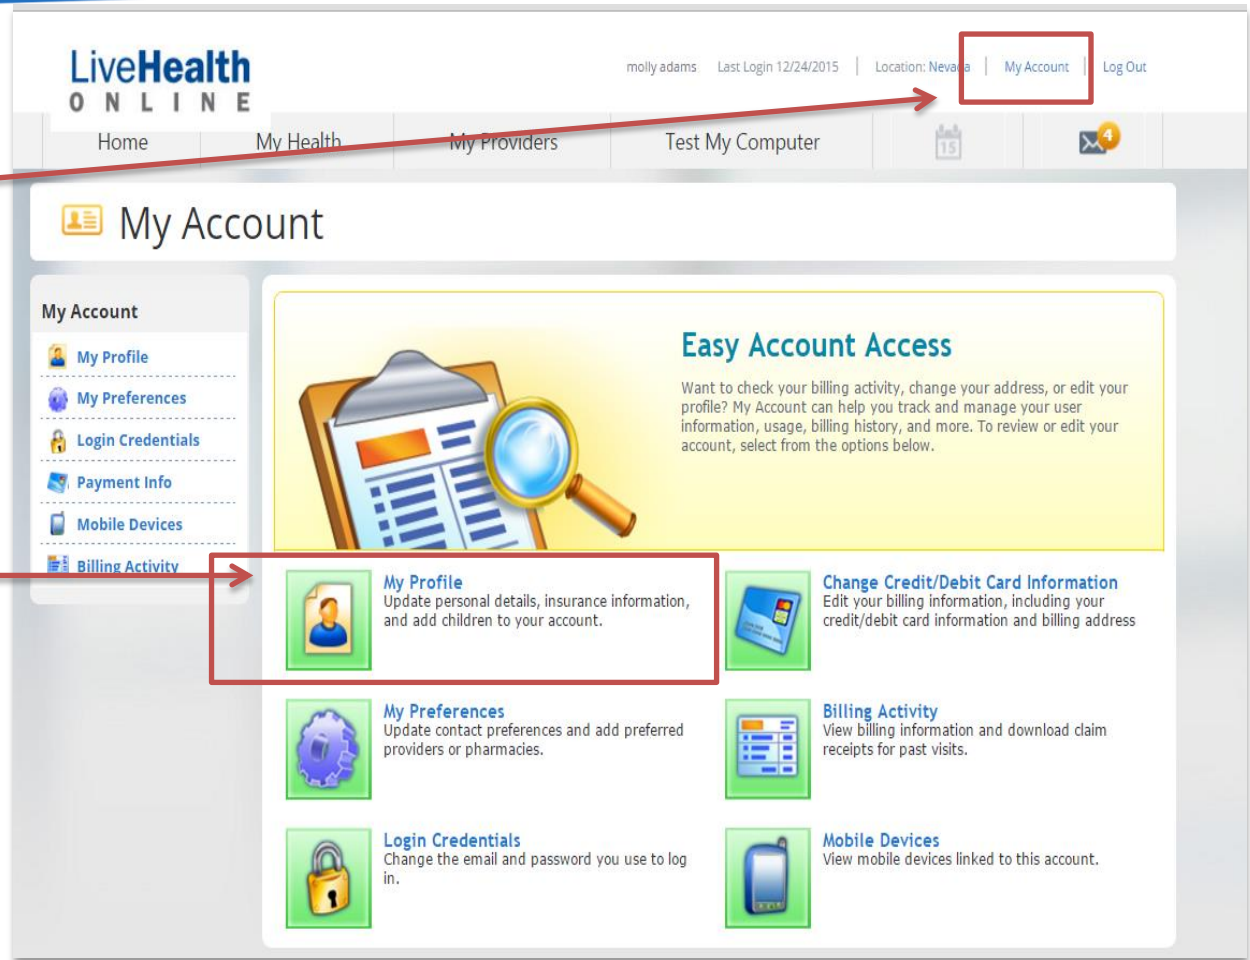 LiveHealth
ONLINE
molly adams Last Login 12/24/2015 | Location: Nevada | My Account | Log Out
Home My Health My Providers Test My Computer 15 4
My Account
My Account
My Profile
My Preferences
Login Credentials
Payment Info
Mobile Devices
Billing Activity
Easy Account Access
Want to check your billing activity, change your address, or edit your
profile? My Account can help you track and manage your user
information, usage, billing history, and more. To review or edit your
account, select from the options below.
My Profile
Update personal details, insurance information,
and add children to your account.
Change Credit/Debit Card Information
Edit your billing information, including your
credit/debit card information and billing address
My Preferences
Update contact preferences and add preferred
providers or pharmacies.
Billing Activity
View billing information and download claim
receipts for past visits.
Login Credentials
Change the email and password you use to log
in.
Mobile Devices
View mobile devices linked to this account.